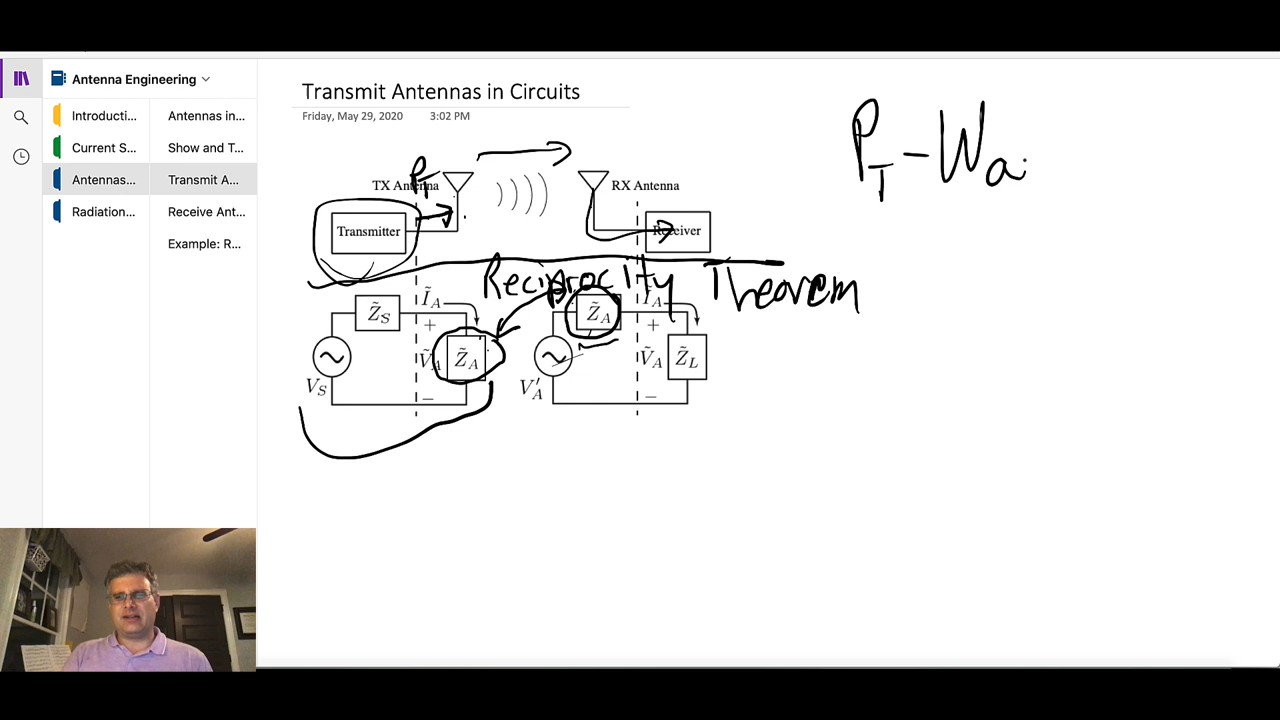 Antenna Engineering
Introducti...
Current S...
Antennas...
Radiation...
Antennas in...
Show and T...
Transmit A...
Receive Ant...
Example: R...
Transmit Antennas in Circuits
Friday, May 29, 2020 3:02 PM
P_T - Wa
P_T
TX Antenna
RX Antenna
Transmitter
Receiver
Reciprocity Theorem
Z̃_S
Ĩ_A
+
Ṽ_A
Z̃_A
−
V_S
Z̃_A
Ĩ_A
+
Ṽ_A
Z̃_L
−
V′_A